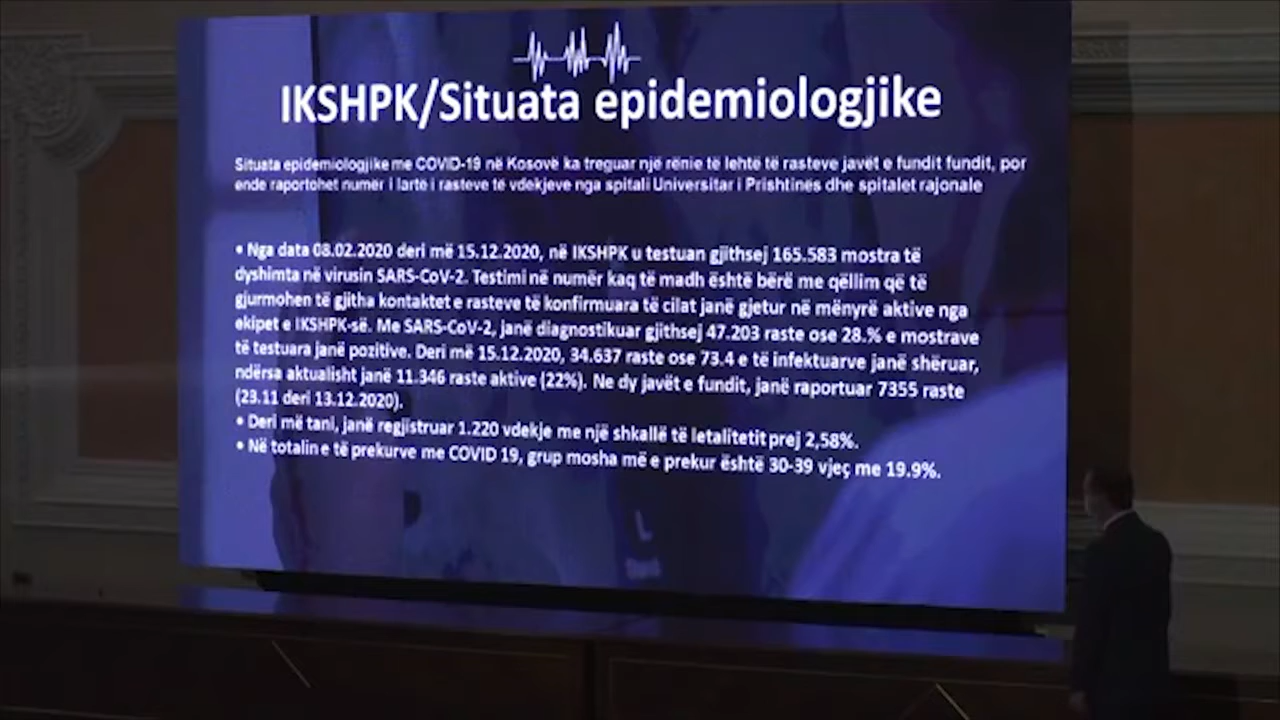 IKSHPK/Situata epidemiologjike
Situata epidemiologjike me COVID-19 në Kosovë ka treguar një rënie të lehtë të rasteve javët e fundit fundit, por
ende raportohet numër i lartë i rasteve të vdekjeve nga spitali Universitar i Prishtinës dhe spitalet rajonale
• Nga data 08.02.2020 deri më 15.12.2020, në IKSHPK u testuan gjithsej 165.583 mostra të
dyshimta në virusin SARS-CoV-2. Testimi në numër kaq të madh është bërë me qëllim që të
gjurmohen të gjitha kontaktet e rasteve të konfirmuara të cilat janë gjetur në mënyrë aktive nga
ekipet e IKSHPK-së. Me SARS-CoV-2, janë diagnostikuar gjithsej 47.203 raste ose 28.% e mostrave
të testuara janë pozitive. Deri më 15.12.2020, 34.637 raste ose 73.4 e të infektuarve janë shëruar,
ndërsa aktualisht janë 11.346 raste aktive (22%). Ne dy javët e fundit, janë raportuar 7355 raste
(23.11 deri 13.12.2020).
• Deri më tani, janë regjistruar 1.220 vdekje me një shkallë të letalitetit prej 2,58%.
• Në totalin e të prekurve me COVID 19, grup mosha më e prekur është 30-39 vjeç me 19.9%.